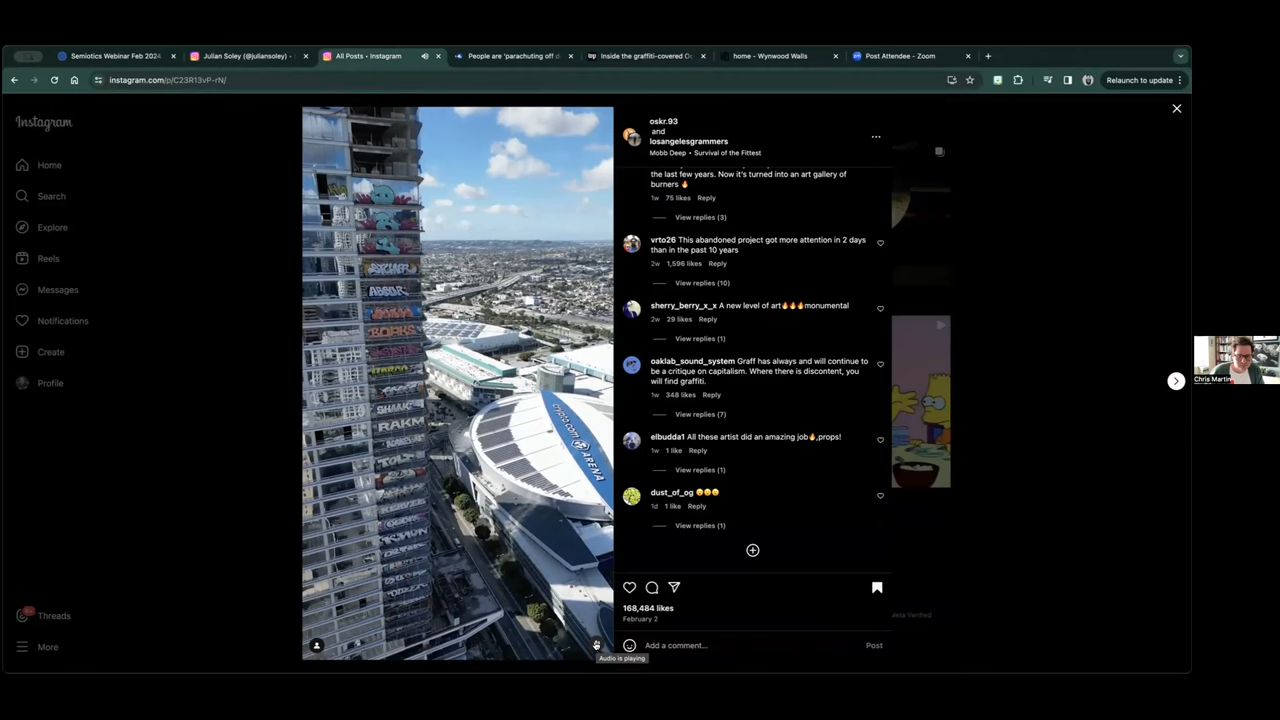 Semiotics Webinar Feb 2024
Julian Soley (@juliansoley) -
All Posts • Instagram
People are 'parachuting off
Inside the graffiti-covered
home – Wynwood Walls
Post Attendee - Zoom
instagram.com/p/C23R13vP-rN/
Relaunch to update
Instagram
Home
Search
Explore
Reels
Messages
Notifications
Create
Profile
Threads
More
oskr.93
and
losangelesgrammers
Mobb Deep • Survival of the Fittest
the last few years. Now it's turned into an art gallery of
burners 🔥
1w 75 likes Reply
View replies (3)
vrto26 This abandoned project got more attention in 2 days
than in the past 10 years
2w 1,596 likes Reply
View replies (10)
sherry_berry_x_x A new level of art🔥🔥🔥monumental
2w 29 likes Reply
View replies (1)
oaklab_sound_system Graff has always and will continue to
be a critique on capitalism. Where there is discontent, you
will find graffiti.
1w 348 likes Reply
View replies (7)
elbudda1 All these artist did an amazing job🔥,props!
1w 1 like Reply
View replies (1)
dust_of_og 😮😮😮
1d 1 like Reply
View replies (1)
168,484 likes
February 2
Add a comment...
Post
Audio is playing
Meta Verified
crypto.com
ARENA
BORKS
SHAAK
RAKM
Chris Martin